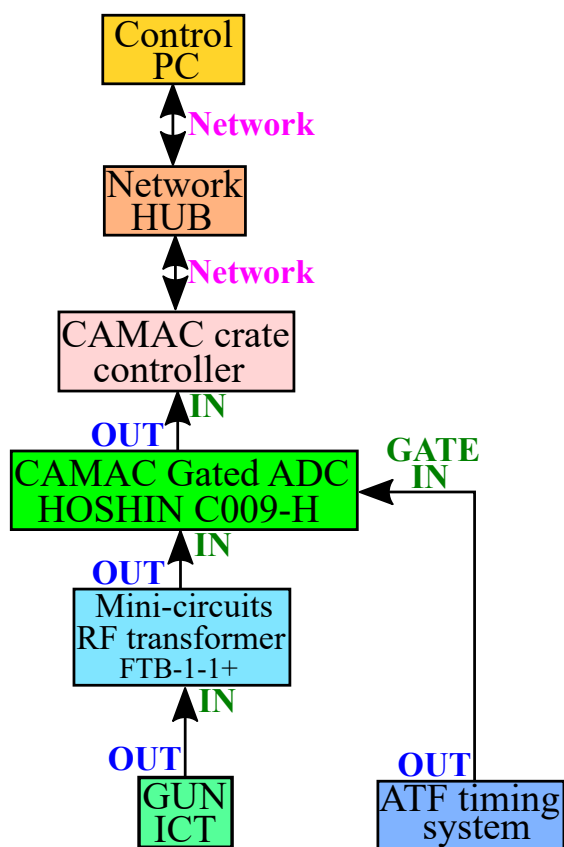 Control
PC
Network
Network
HUB
Network
CAMAC crate
controller
IN
OUT
GATE
IN
CAMAC Gated ADC
HOSHIN C009-H
IN
OUT
Mini-circuits
RF transformer
FTB-1-1+
IN
OUT
OUT
GUN
ICT
ATF timing
system